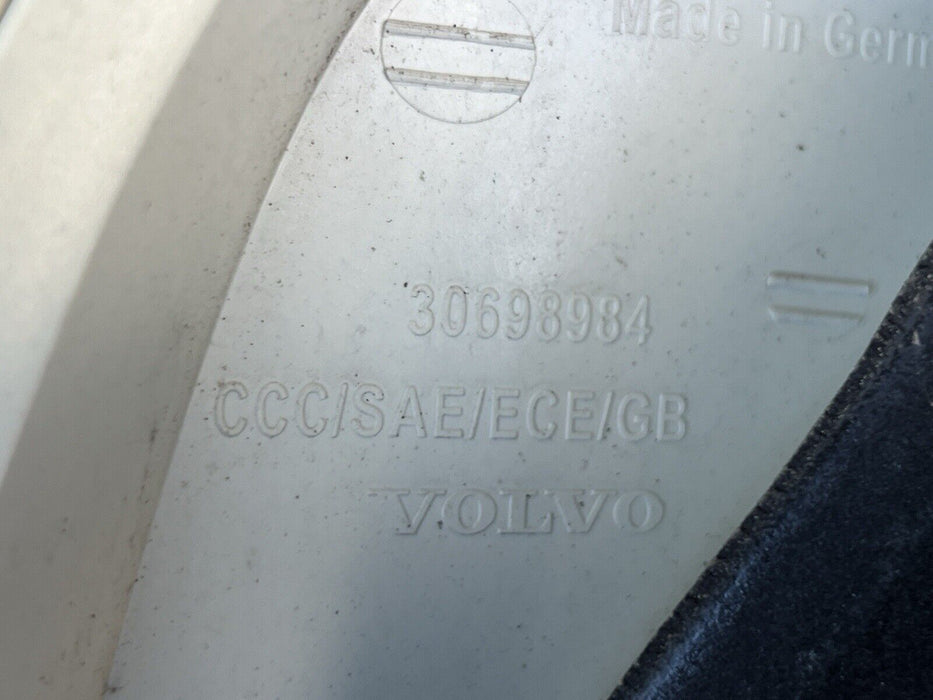 Made in Germ
30698984
CCC/SAE/ECE/GB
VOLVO